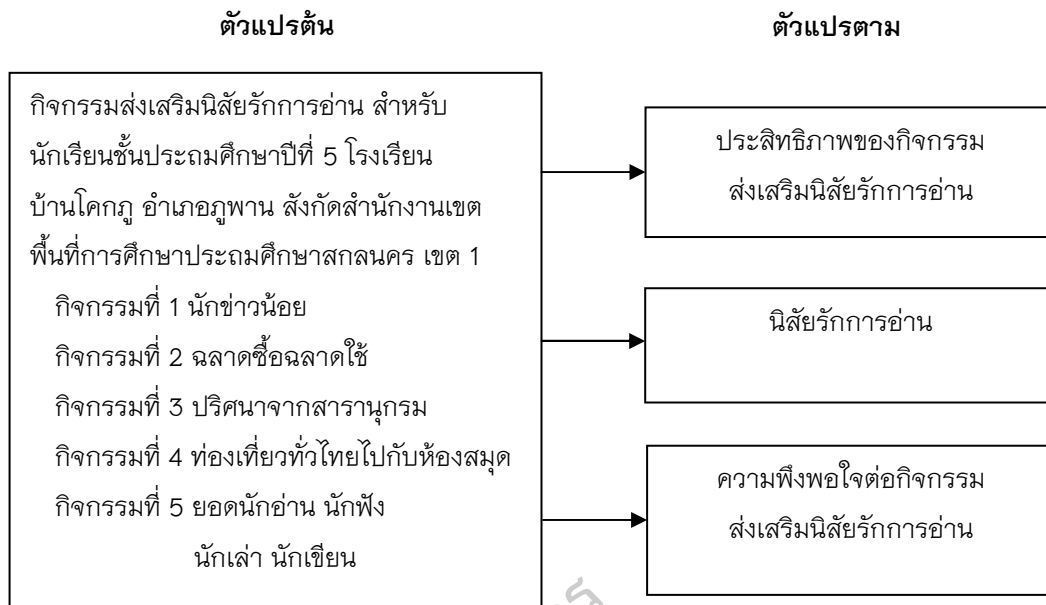 ตัวแปรต้น
ตัวแปรตาม
กิจกรรมส่งเสริมนิสัยรักการอ่าน สำหรับ
นักเรียนชั้นประถมศึกษาปีที่ 5 โรงเรียน
บ้านโคกภู อำเภอภูพาน สังกัดสำนักงานเขต
พื้นที่การศึกษาประถมศึกษาสกลนคร เขต 1
กิจกรรมที่ 1 นักข่าวน้อย
กิจกรรมที่ 2 ฉลาดซื้อฉลาดใช้
กิจกรรมที่ 3 ปริศนาจากสารานุกรม
กิจกรรมที่ 4 ท่องเที่ยวทั่วไทยไปกับห้องสมุด
กิจกรรมที่ 5 ยอดนักอ่าน นักฟัง
นักเล่า นักเขียน
ประสิทธิภาพของกิจกรรม
ส่งเสริมนิสัยรักการอ่าน
นิสัยรักการอ่าน
ความพึงพอใจต่อกิจกรรม
ส่งเสริมนิสัยรักการอ่าน